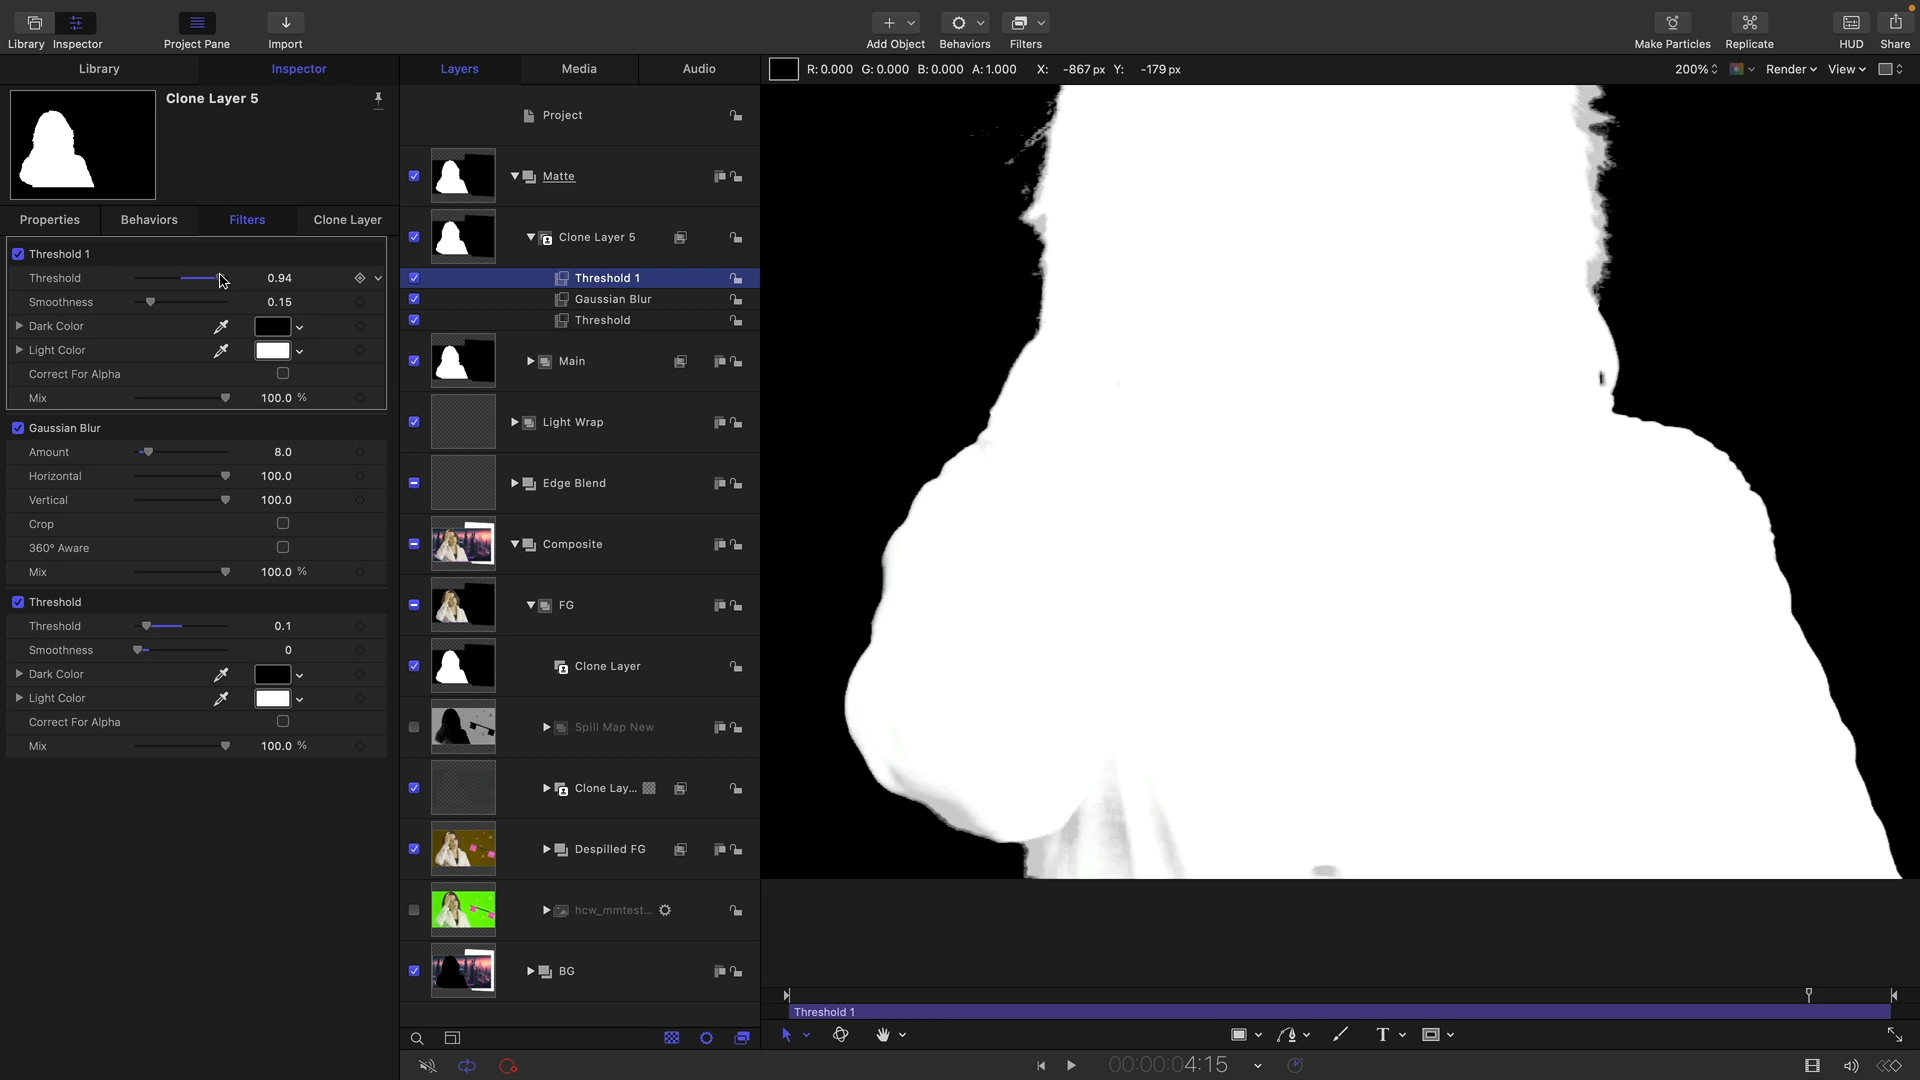 Library
Inspector
Project Pane
Import
Add Object
Behaviors
Filters
Make Particles
Replicate
HUD
Share
Library
Inspector
Layers
Media
Audio
R: 0.000 G: 0.000 B: 0.000 A: 1.000 X: -867 px Y: -179 px
200%
Render
View
Clone Layer 5
Properties
Behaviors
Filters
Clone Layer
Threshold 1
Threshold 0.94
Smoothness 0.15
Dark Color
Light Color
Correct For Alpha
Mix 100.0 %
Gaussian Blur
Amount 8.0
Horizontal 100.0
Vertical 100.0
Crop
360° Aware
Mix 100.0 %
Threshold
Threshold 0.1
Smoothness 0
Dark Color
Light Color
Correct For Alpha
Mix 100.0 %
Project
Matte
Clone Layer 5
Threshold 1
Gaussian Blur
Threshold
Main
Light Wrap
Edge Blend
Composite
FG
Clone Layer
Spill Map New
Clone Lay...
Despilled FG
hcw_mmtest...
BG
Threshold 1
T
00:00:04:15